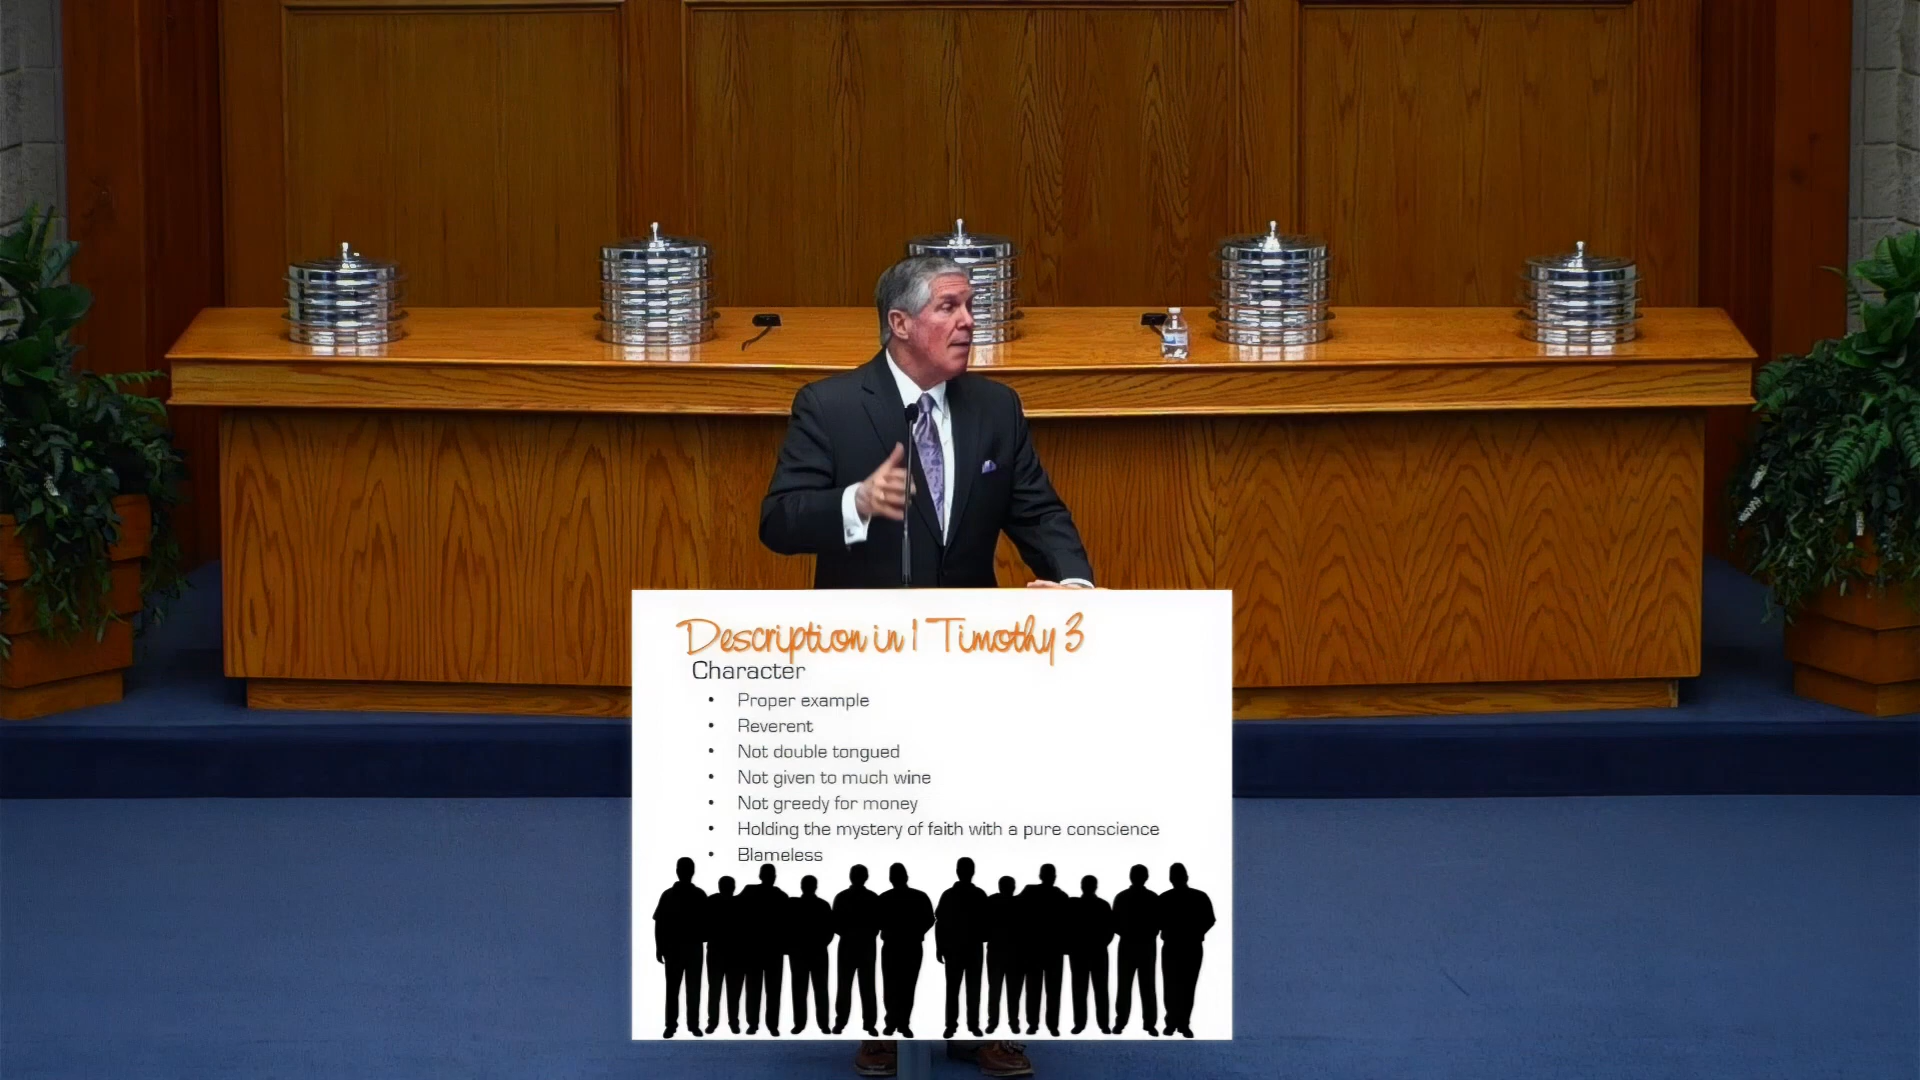 Description in 1 Timothy 3
Character
• Proper example
• Reverent
• Not double tongued
• Not given to much wine
• Not greedy for money
• Holding the mystery of faith with a pure conscience
• Blameless